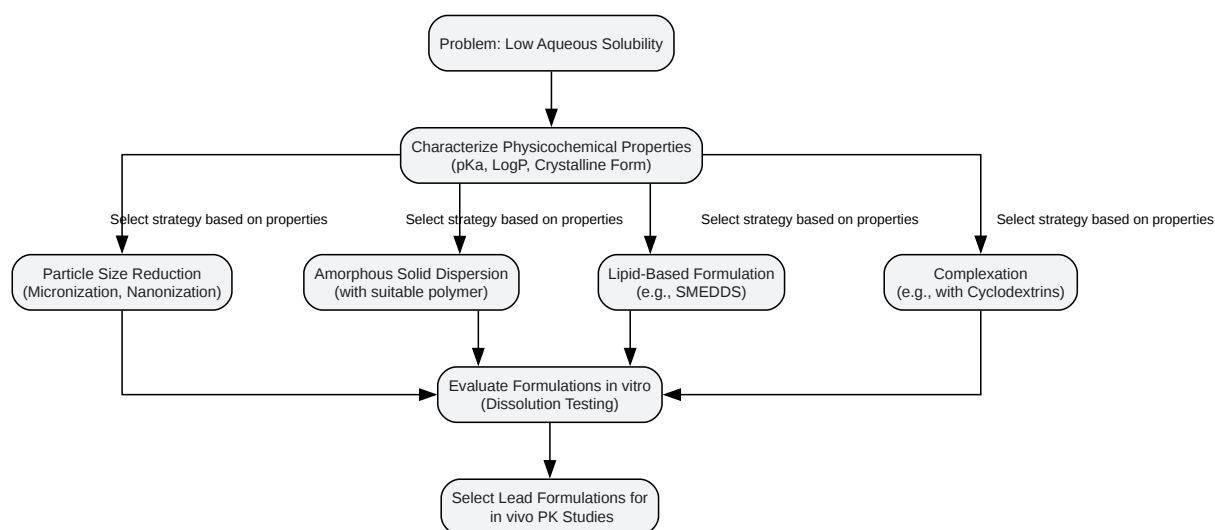 Problem: Low Aqueous Solubility
Characterize Physicochemical Properties
(pKa, LogP, Crystalline Form)
Select strategy based on properties
Select strategy based on properties
Select strategy based on properties
Select strategy based on properties
Particle Size Reduction
(Micronization, Nanonization)
Amorphous Solid Dispersion
(with suitable polymer)
Lipid-Based Formulation
(e.g., SMEDDS)
Complexation
(e.g., with Cyclodextrins)
Evaluate Formulations in vitro
(Dissolution Testing)
Select Lead Formulations for
in vivo PK Studies